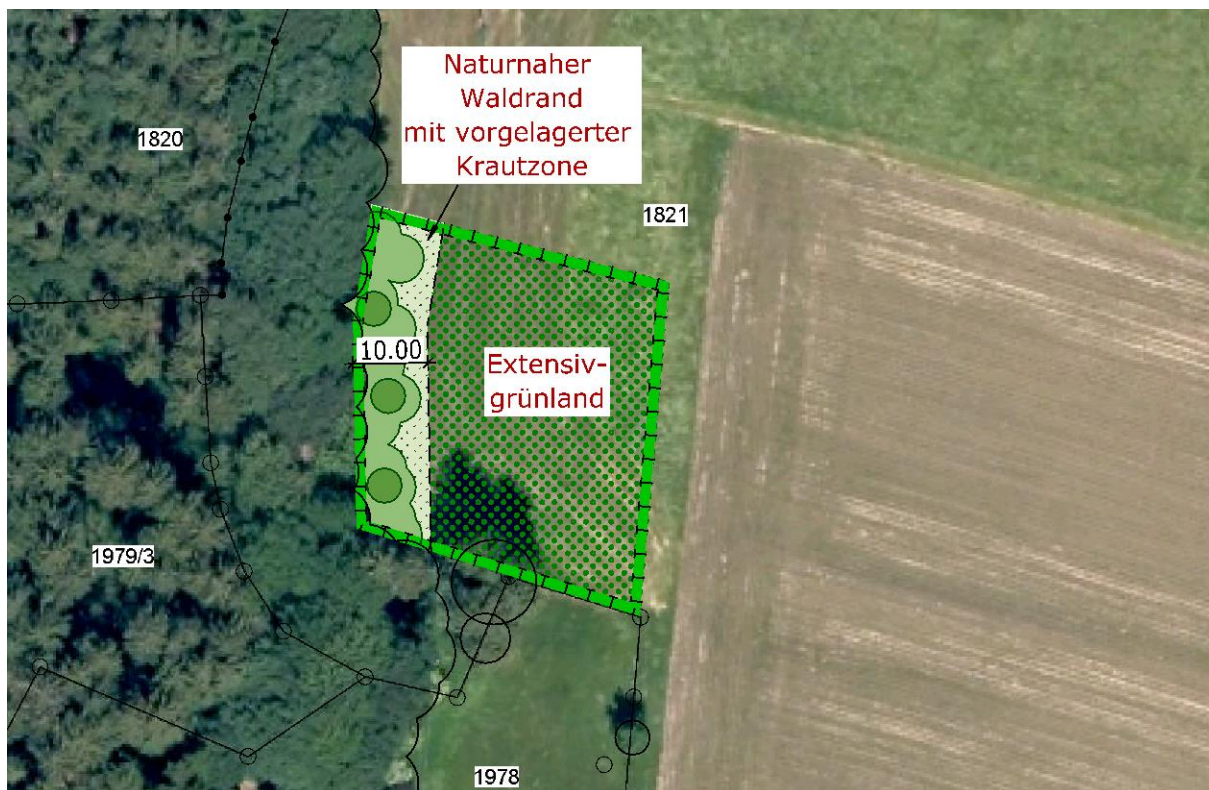 Naturnaher
Waldrand
mit vorgelagerter
Krautzone
1820
1821
10.00
Extensiv-
grünland
1979/3
1978